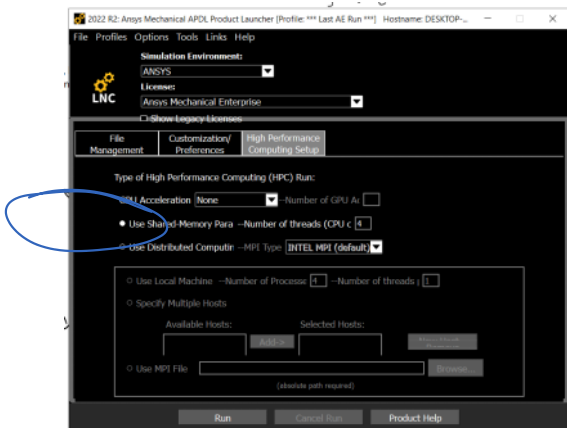 2022 R2: Ansys Mechanical APDL Product Launcher [Profile: *** Last AE Run ***] Hostname: DESKTOP-...
File Profiles Options Tools Links Help
Simulation Environment:
ANSYS
License:
LNC
Ansys Mechanical Enterprise
Show Legacy Licenses
File Management
Customization/ Preferences
High Performance Computing Setup
Type of High Performance Computing (HPC) Run:
GPU Acceleration None --Number of GPU Ac
Use Shared-Memory Para --Number of threads (CPU c 4
Use Distributed Computin --MPI Type INTEL MPI (default)
Use Local Machine --Number of Processe 4 --Number of threads p 1
Specify Multiple Hosts
Available Hosts: Selected Hosts:
Add->
Use MPI File Browse...
(absolute path required)
Run Cancel Run Product Help